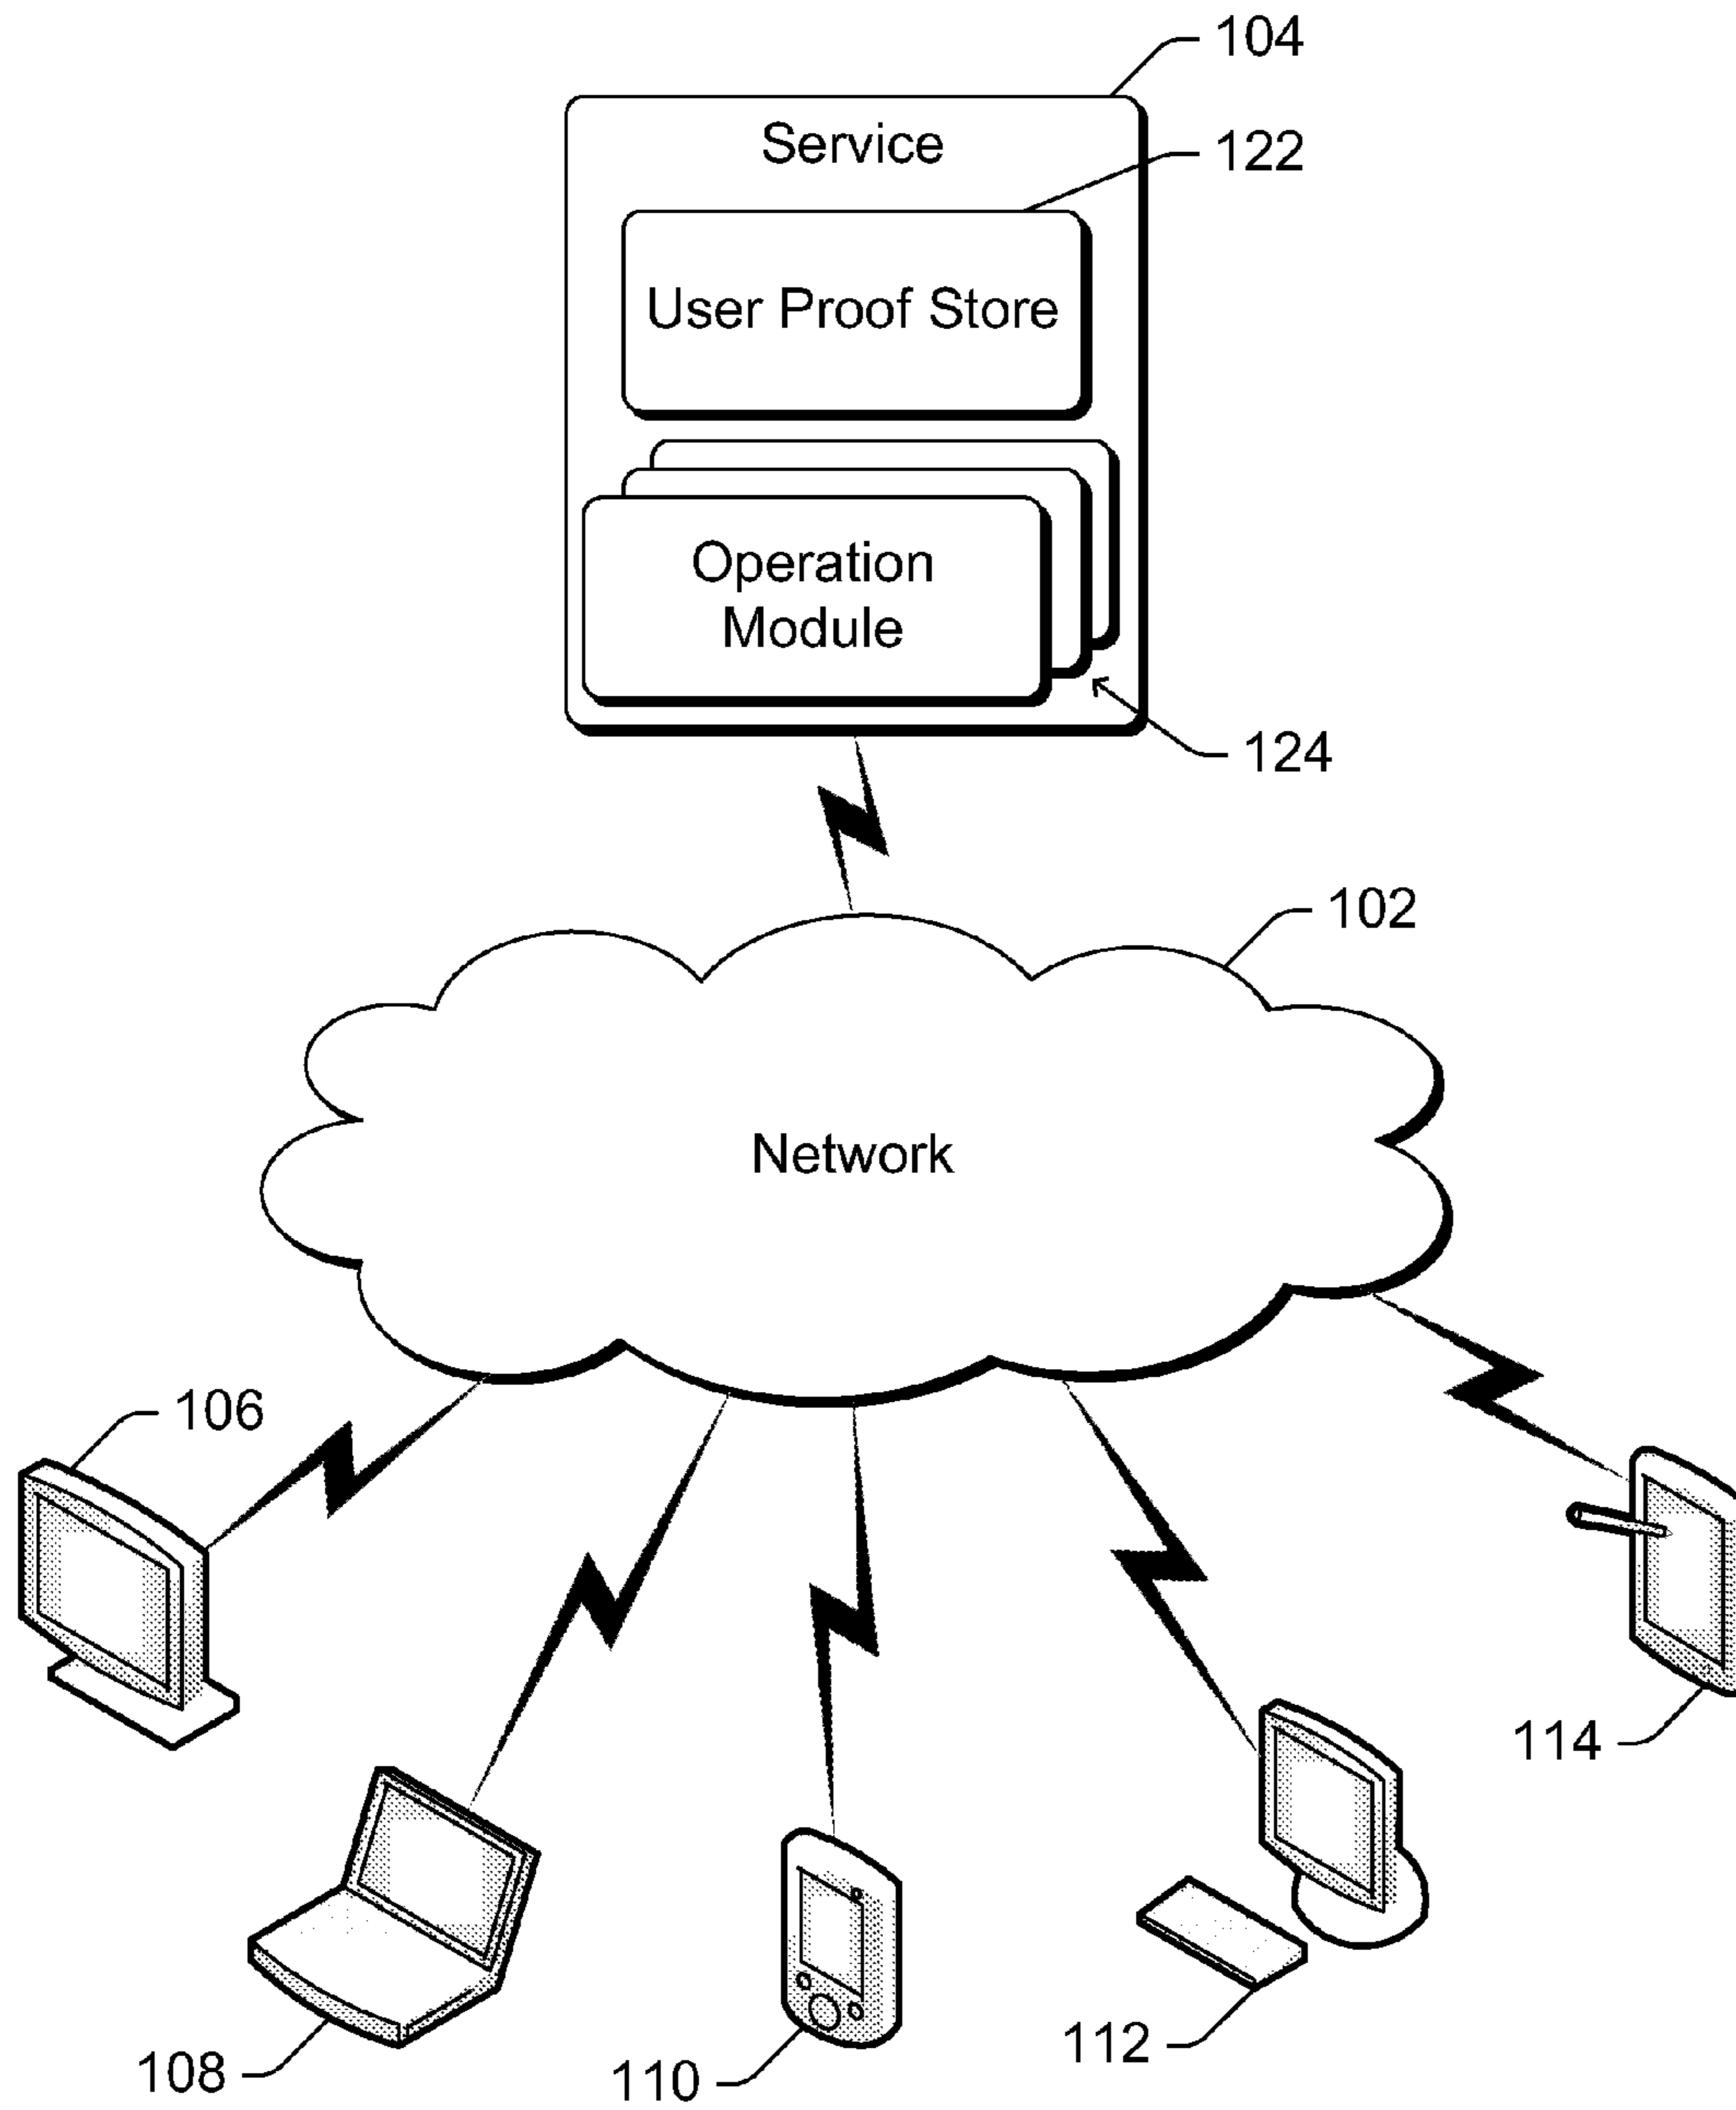 104
Service
122
User Proof Store
Operation
Module
124
102
Network
106
114
112
108
110